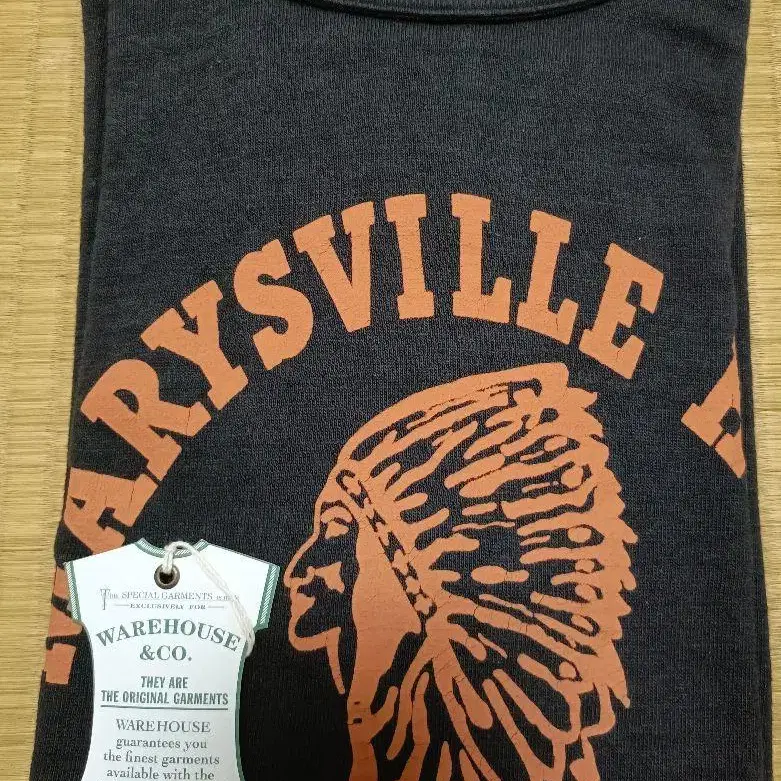 MARYSVILLE H
THE SPECIAL GARMENTS
EXCLUSIVELY FOR
WAREHOUSE
&CO.
THEY ARE
THE ORIGINAL GARMENTS
WAREHOUSE
guarantees you
the finest garments
available with the